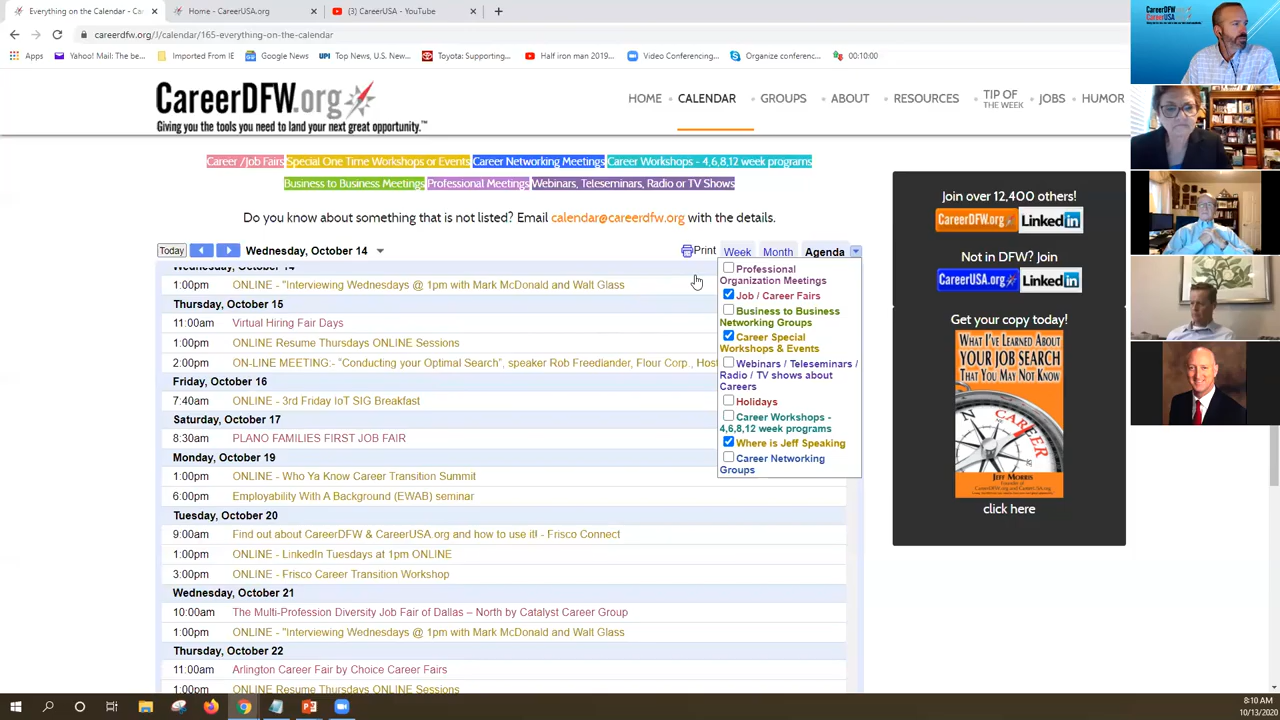 Everything on the Calendar - Ca
Home - CareerUSA.org
(3) CareerUSA - YouTube
careerdfw.org/l/calendar/165-everything-on-the-calendar
Apps
Yahoo! Mail: The be...
Imported From IE
Google News
Top News, U.S. New...
Toyota: Supporting...
Half iron man 2019...
Video Conferencing...
Organize conferenc...
00:10:00
CareerDFW.org
Giving you the tools you need to land your next great opportunity.™
HOME
CALENDAR
GROUPS
ABOUT
RESOURCES
TIP OF THE WEEK
JOBS
HUMOR
Career /Job Fairs Special One Time Workshops or Events Career Networking Meetings Career Workshops - 4,6,8,12 week programs
Business to Business Meetings Professional Meetings Webinars, Teleseminars, Radio or TV Shows
Do you know about something that is not listed? Email calendar@careerdfw.org with the details.
Today
Wednesday, October 14
Print
Week
Month
Agenda
Wednesday, October 14
1:00pm ONLINE - "Interviewing Wednesdays @ 1pm with Mark McDonald and Walt Glass
Thursday, October 15
11:00am Virtual Hiring Fair Days
1:00pm ONLINE Resume Thursdays ONLINE Sessions
2:00pm ON-LINE MEETING:- "Conducting your Optimal Search", speaker Rob Freedlander, Flour Corp., Host
Friday, October 16
7:40am ONLINE - 3rd Friday IoT SIG Breakfast
Saturday, October 17
8:30am PLANO FAMILIES FIRST JOB FAIR
Monday, October 19
1:00pm ONLINE - Who Ya Know Career Transition Summit
6:00pm Employability With A Background (EWAB) seminar
Tuesday, October 20
9:00am Find out about CareerDFW & CareerUSA.org and how to use it! - Frisco Connect
1:00pm ONLINE - LinkedIn Tuesdays at 1pm ONLINE
3:00pm ONLINE - Frisco Career Transition Workshop
Wednesday, October 21
10:00am The Multi-Profession Diversity Job Fair of Dallas – North by Catalyst Career Group
1:00pm ONLINE - "Interviewing Wednesdays @ 1pm with Mark McDonald and Walt Glass
Thursday, October 22
11:00am Arlington Career Fair by Choice Career Fairs
1:00pm ONLINE Resume Thursdays ONLINE Sessions
Professional
Organization Meetings
Job / Career Fairs
Business to Business
Networking Groups
Career Special
Workshops & Events
Webinars / Teleseminars /
Radio / TV shows about
Careers
Holidays
Career Workshops -
4,6,8,12 week programs
Where is Jeff Speaking
Career Networking
Groups
Join over 12,400 others!
CareerDFW.org LinkedIn
Not in DFW? Join
CareerUSA.org LinkedIn
Get your copy today!
WHAT I'VE LEARNED ABOUT
YOUR JOB SEARCH
THAT YOU MAY NOT KNOW
CAREER
JEFF MORRIS
click here
CareerDFW
CareerUSA
8:10 AM
10/13/2020